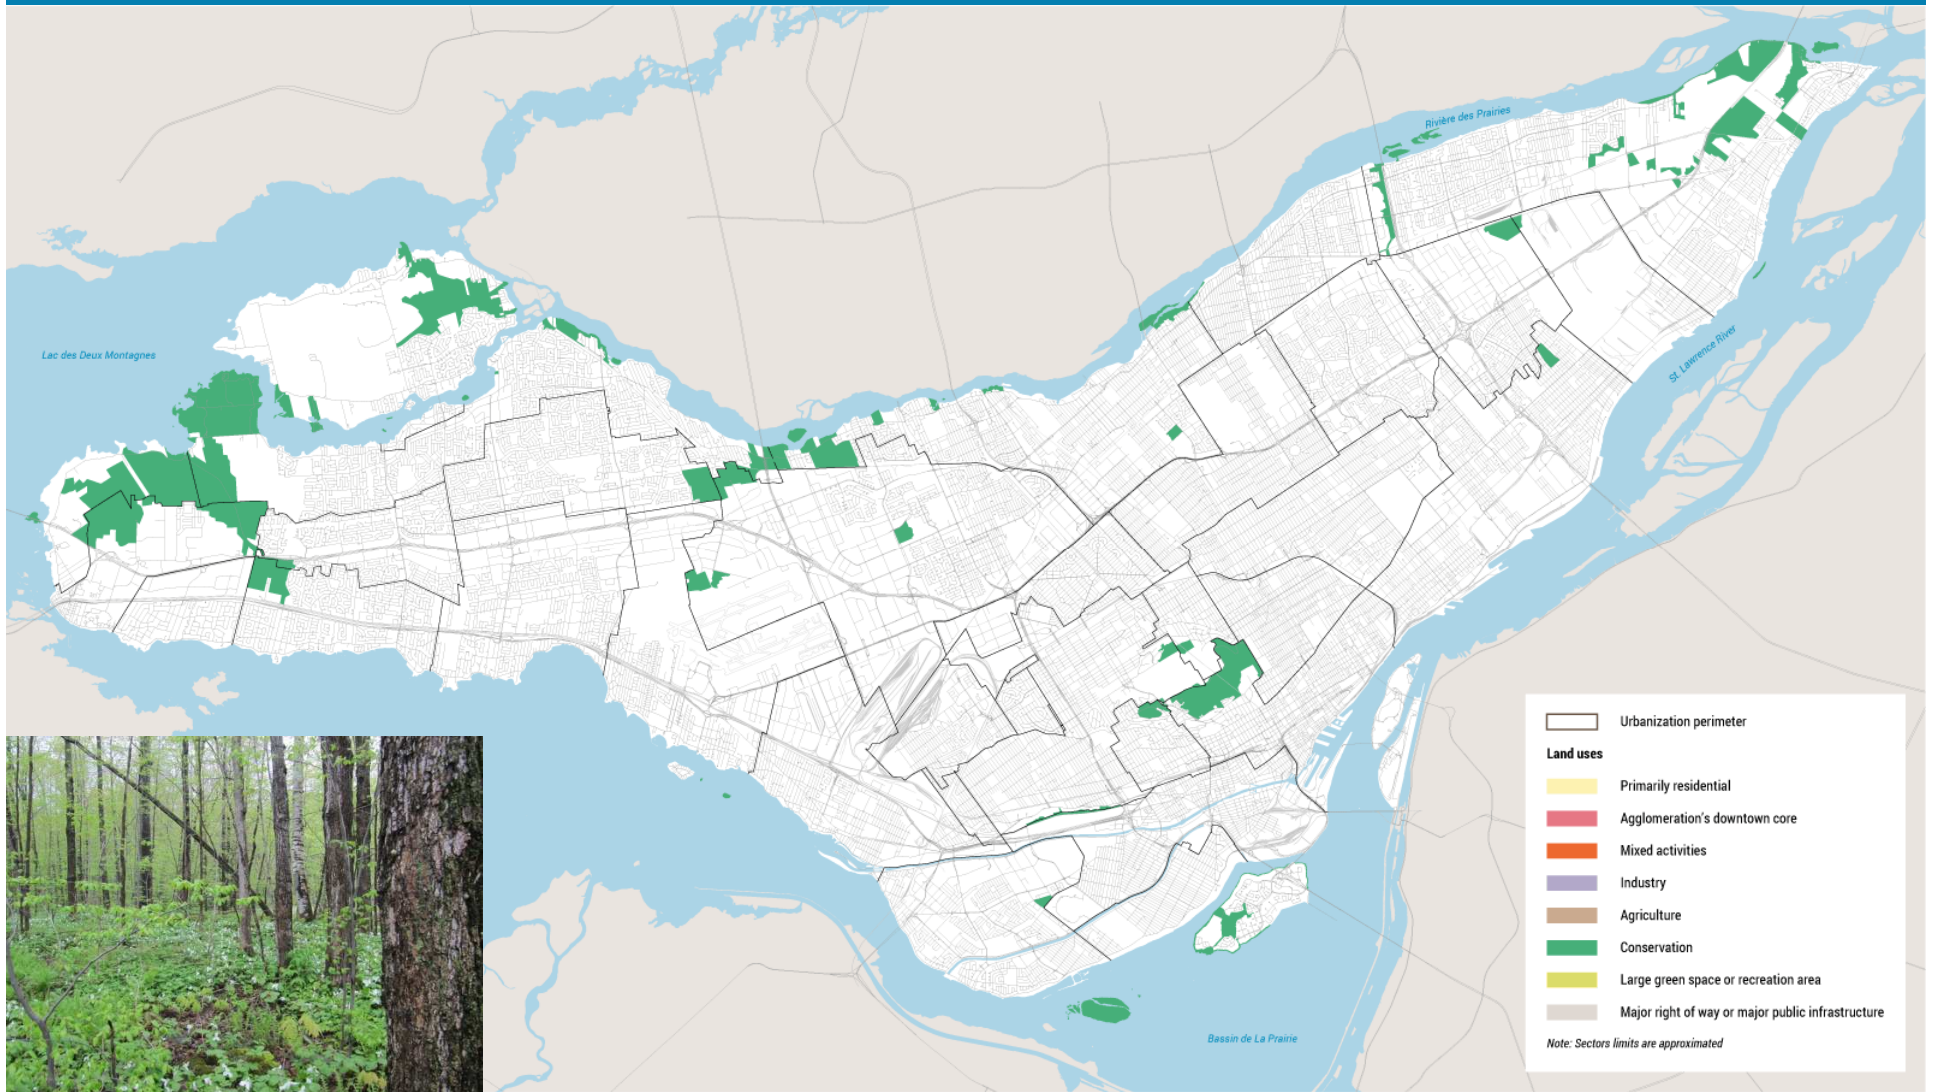 Rivière des Prairies
Lac des Deux Montagnes
St. Lawrence River
Bassin de La Prairie
Urbanization perimeter
Land uses
Primarily residential
Agglomeration's downtown core
Mixed activities
Industry
Agriculture
Conservation
Large green space or recreation area
Major right of way or major public infrastructure
Note: Sectors limits are approximated